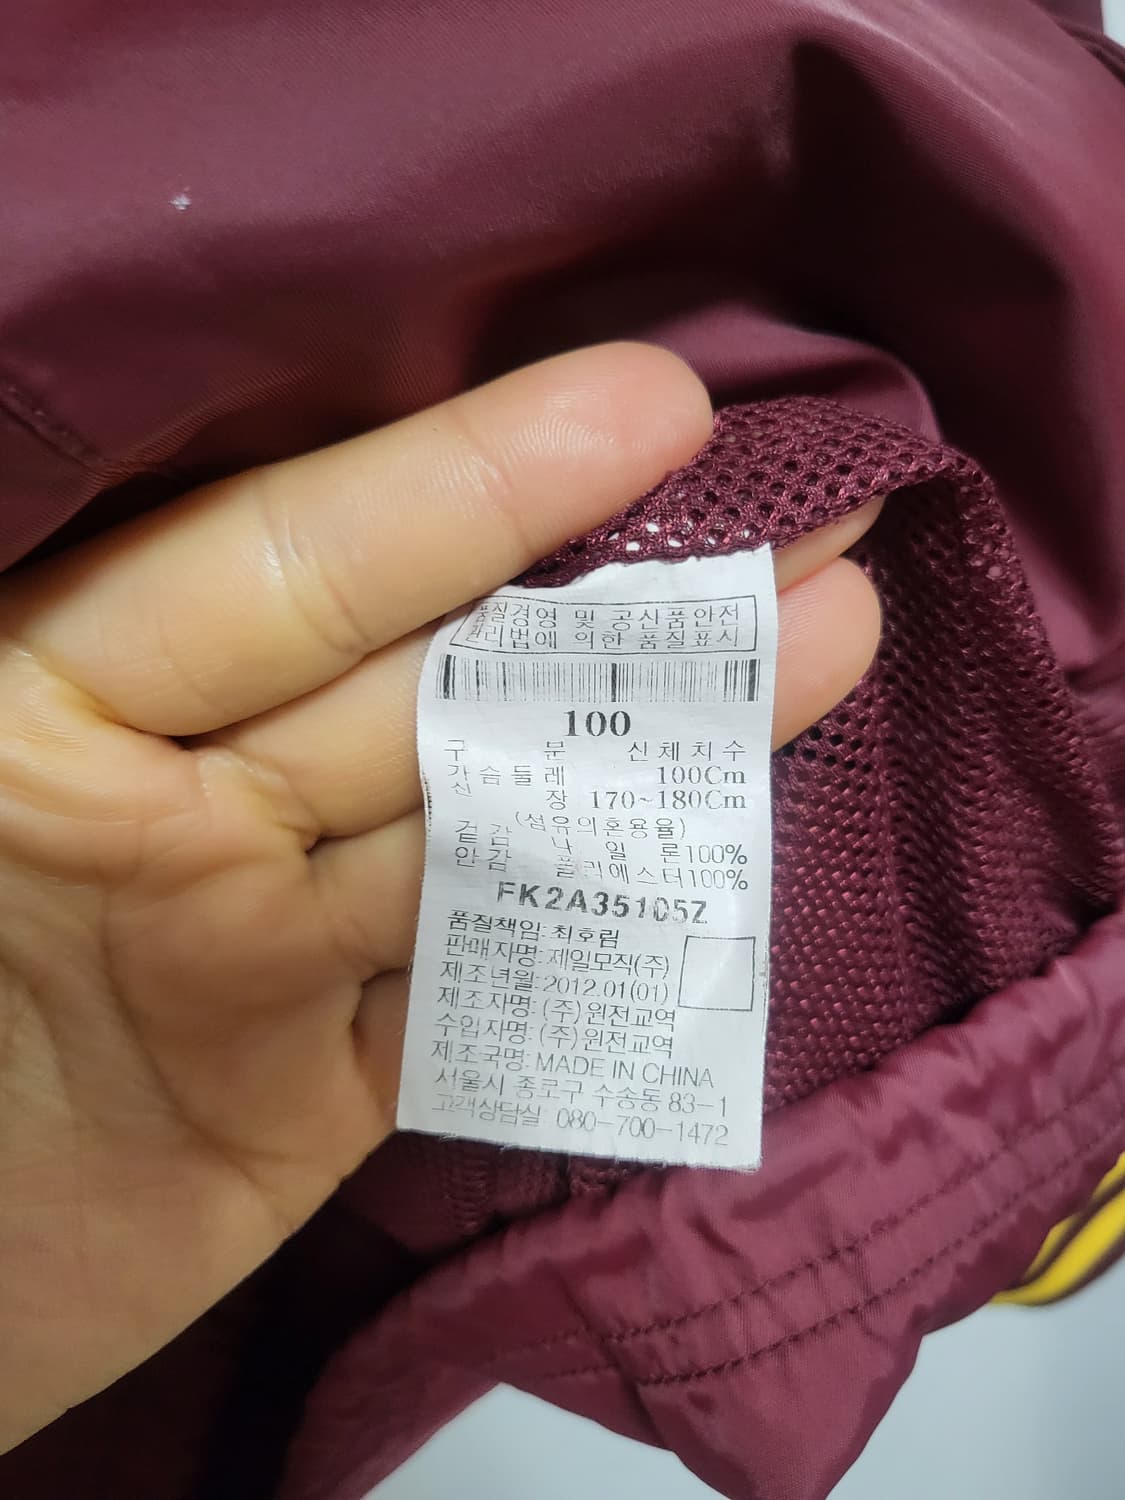 품질경영 및 공산품안전
관리법에 의한 품질표시
100
구 문 신체치수
가슴둘레 100Cm
신 장 170~180Cm
(섬유의혼용율)
겉감 나 일 론100%
안감 폴리에스터100%
FK2A35105Z
품질책임:최호림
판매자명:제일모직(주)
제조년월:2012.01(01)
제조자명:(주)원전교역
수입자명:(주)원전교역
제조국명:MADE IN CHINA
서울시 종로구 수송동 83-1
고객상담실 080-700-1472